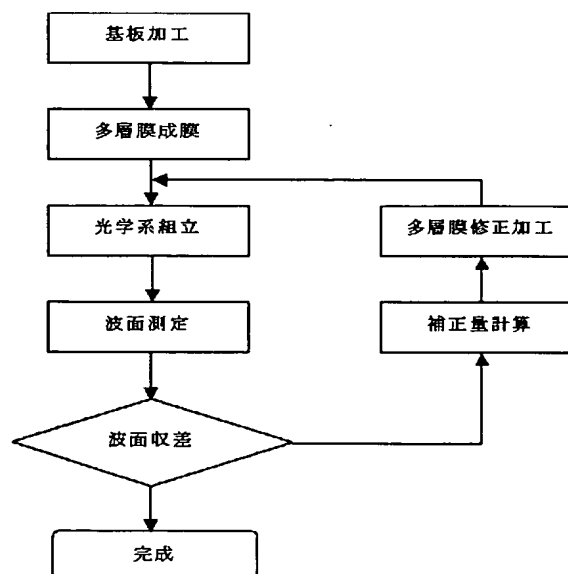 基板加工
多層膜成膜
光学系組立
多層膜修正加工
波面測定
補正量計算
波面収差
完成